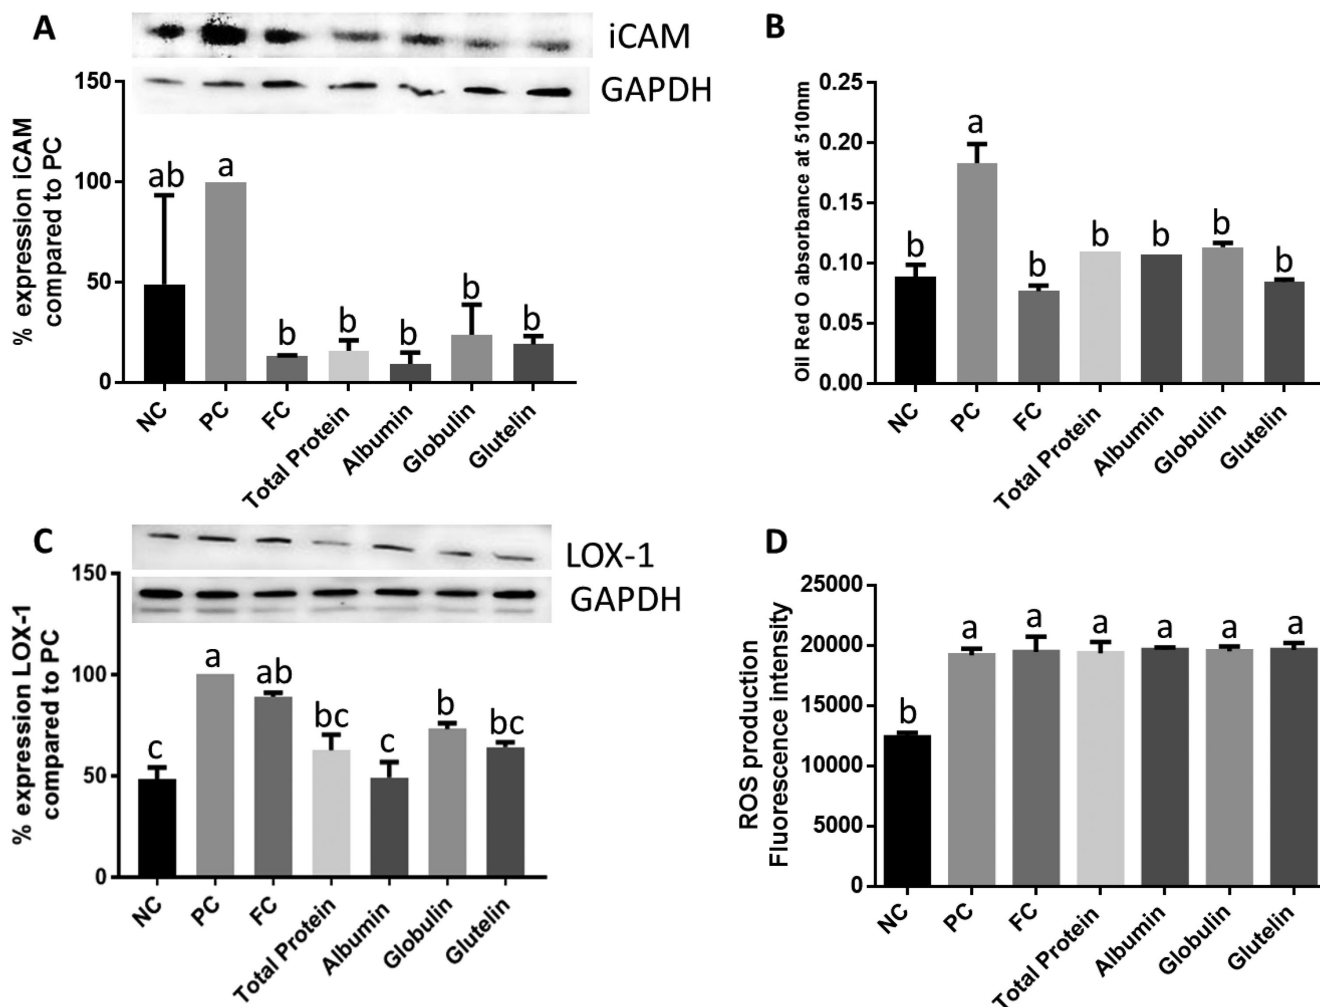 A
iCAM
GAPDH
% expression iCAM
compared to PC
150
100
50
0
ab
a
b
b
b
b
b
NC
PC
FC
Total Protein
Albumin
Globulin
Glutelin
B
Oil Red O absorbance at 510nm
0.25
0.20
0.15
0.10
0.05
0.00
b
a
b
b
b
b
b
NC
PC
FC
Total Protein
Albumin
Globulin
Glutelin
C
LOX-1
GAPDH
% expression LOX-1
compared to PC
150
100
50
0
c
a
ab
bc
c
b
bc
NC
PC
FC
Total Protein
Albumin
Globulin
Glutelin
D
ROS production
Fluorescence intensity
25000
20000
15000
10000
5000
0
b
a
a
a
a
a
a
NC
PC
FC
Total Protein
Albumin
Globulin
Glutelin